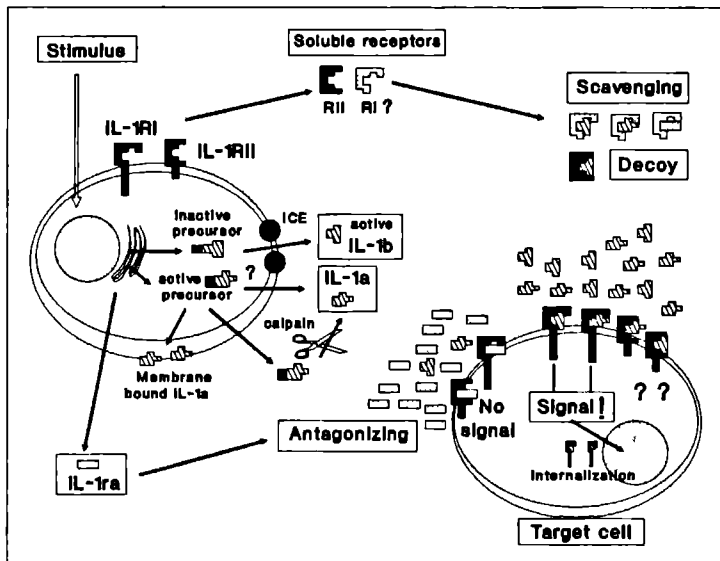 Stimulus
Soluble receptors
RII RI ?
Scavenging
Decoy
IL-1RI
IL-1RII
inactive
precursor
ICE
active
IL-1b
active
precursor
?
IL-1a
calpain
Membrane
bound IL-1a
IL-1ra
Antagonizing
No
signal
Signal!
? ?
internalization
Target cell